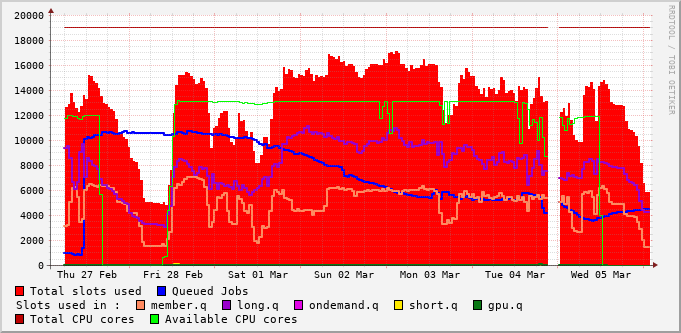 20000
18000
16000
14000
12000
10000
8000
6000
4000
2000
0
Thu 27 Feb Fri 28 Feb Sat 01 Mar Sun 02 Mar Mon 03 Mar Tue 04 Mar Wed 05 Mar
RRDTOOL / TOBI OETIKER
Total slots used Queued Jobs
Slots used in : member.q long.q ondemand.q short.q gpu.q
Total CPU cores Available CPU cores